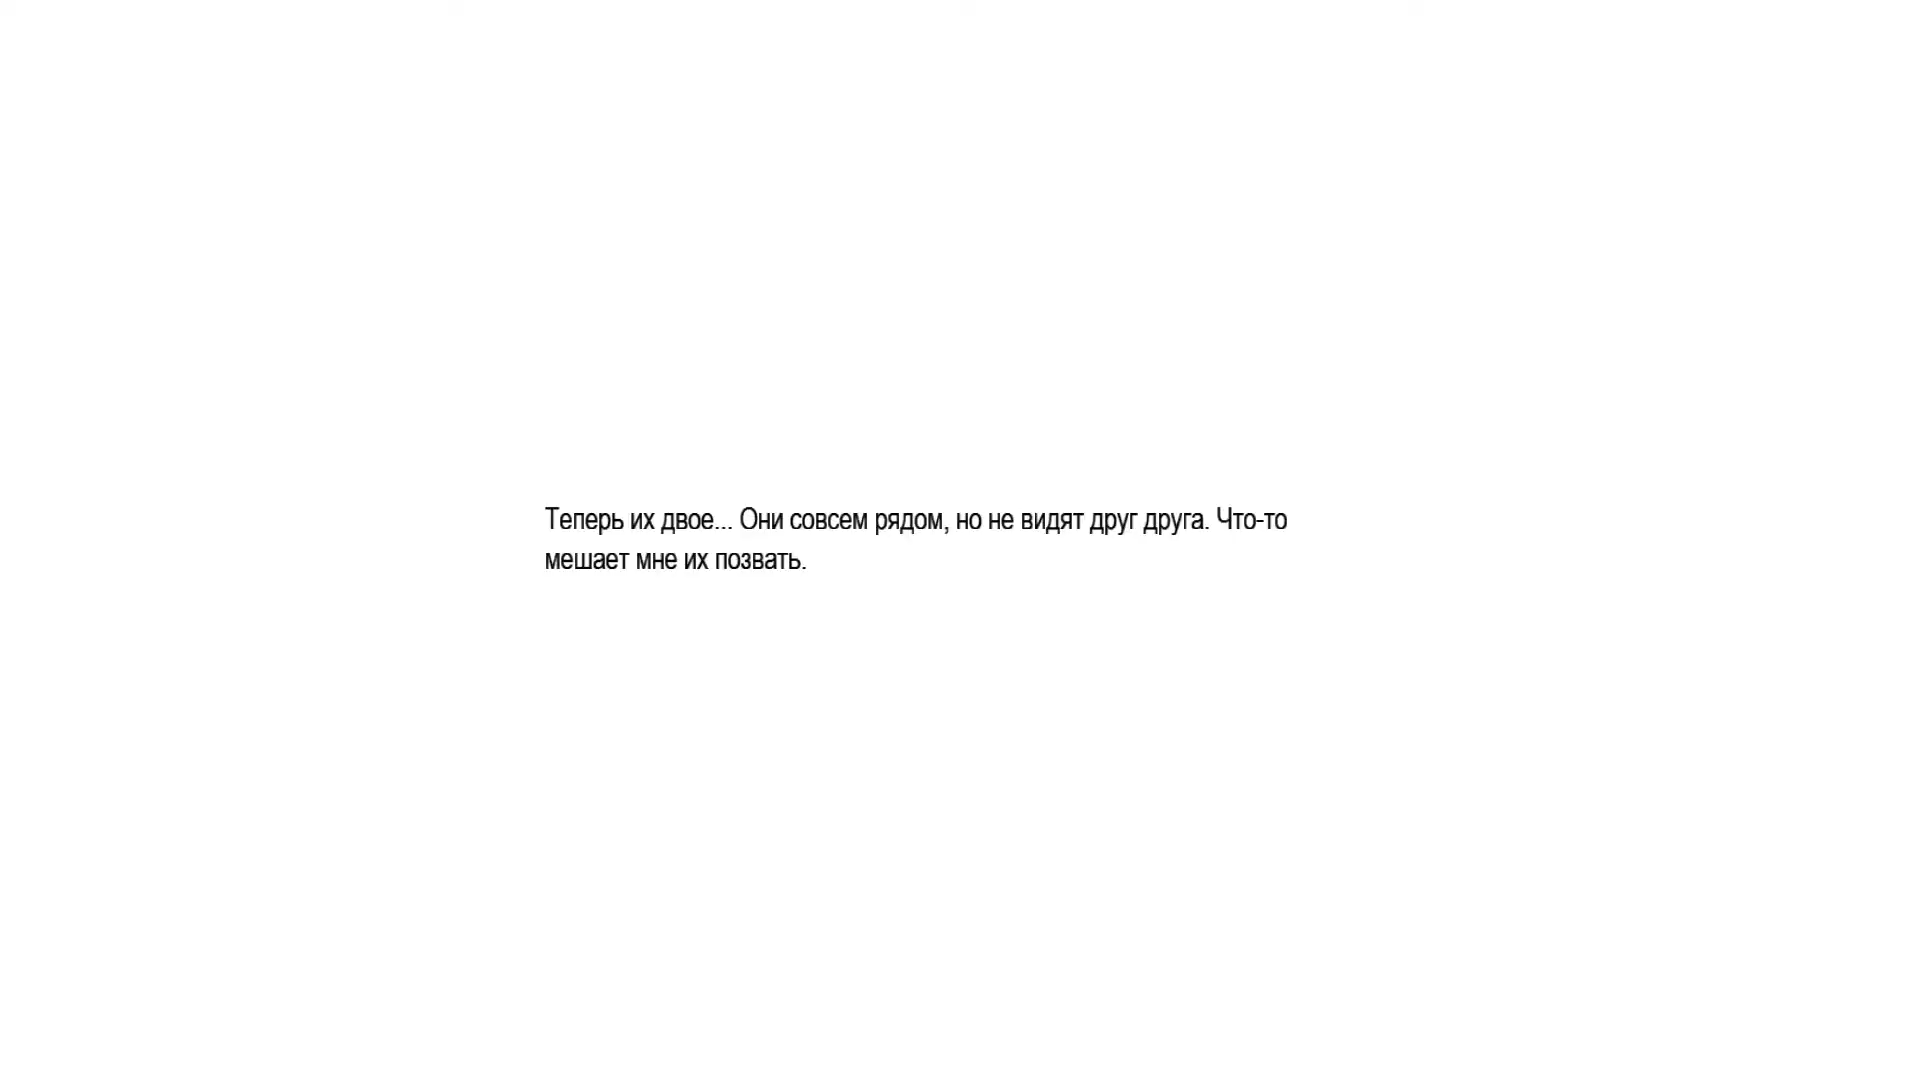 Теперь их двое... Они совсем рядом, но не видят друг друга. Что-то
мешает мне их позвать.